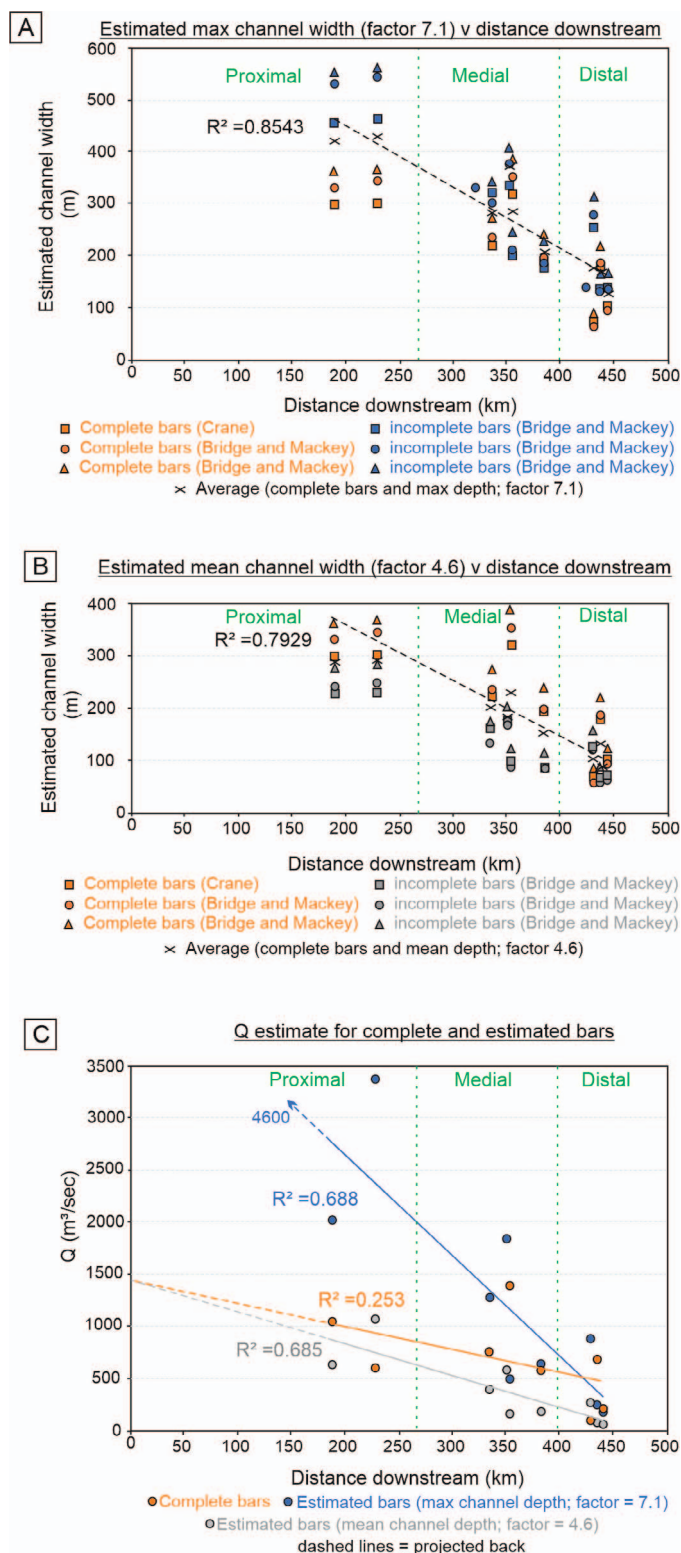 A
Estimated max channel width (factor 7.1) v distance downstream
600
500
400
300
200
100
0
Estimated channel width
(m)
Proximal
Medial
Distal
R² =0.8543
0
50
100
150
200
250
300
350
400
450
500
Distance downstream (km)
Complete bars (Crane)
incomplete bars (Bridge and Mackey)
Complete bars (Bridge and Mackey)
incomplete bars (Bridge and Mackey)
Complete bars (Bridge and Mackey)
incomplete bars (Bridge and Mackey)
Average (complete bars and max depth; factor 7.1)
B
Estimated mean channel width (factor 4.6) v distance downstream
400
300
200
100
0
Estimated channel width
(m)
Proximal
Medial
Distal
R² =0.7929
0
50
100
150
200
250
300
350
400
450
500
Distance downstream (km)
Complete bars (Crane)
incomplete bars (Bridge and Mackey)
Complete bars (Bridge and Mackey)
incomplete bars (Bridge and Mackey)
Complete bars (Bridge and Mackey)
incomplete bars (Bridge and Mackey)
Average (complete bars and mean depth; factor 4.6)
C
Q estimate for complete and estimated bars
3500
3000
2500
2000
1500
1000
500
0
Q (m³/sec)
Proximal
Medial
Distal
4600
R² =0.688
R² =0.253
R² =0.685
0
50
100
150
200
250
300
350
400
450
500
Distance downstream (km)
Complete bars
Estimated bars (max channel depth; factor = 7.1)
Estimated bars (mean channel depth; factor = 4.6)
dashed lines = projected back